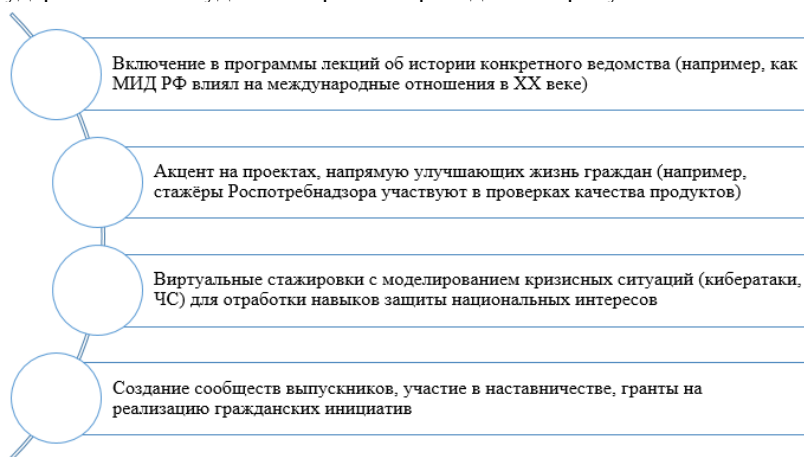 Включение в программы лекций об истории конкретного ведомства (например, как
МИД РФ влиял на международные отношения в XX веке)
Акцент на проектах, напрямую улучшающих жизнь граждан (например,
стажёры Роспотребнадзора участвуют в проверках качества продуктов)
Виртуальные стажировки с моделированием кризисных ситуаций (кибератаки,
ЧС) для отработки навыков защиты национальных интересов
Создание сообществ выпускников, участие в наставничестве, гранты на
реализацию гражданских инициатив